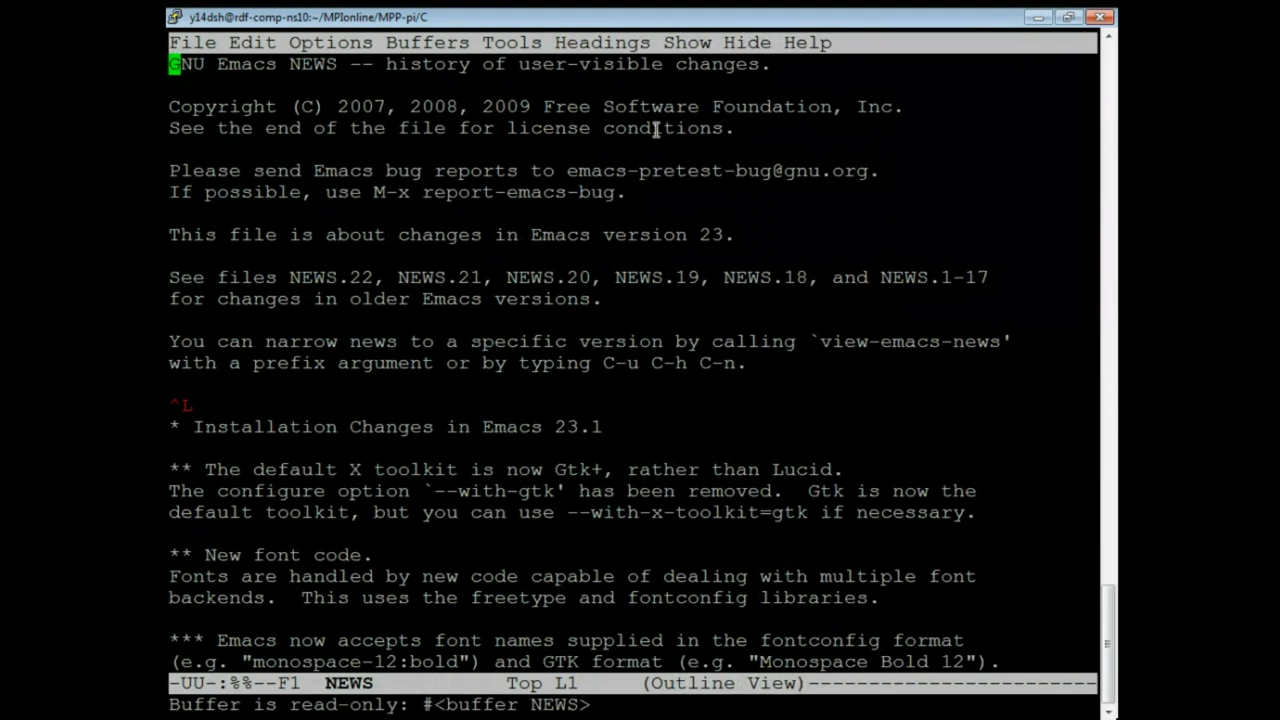 y14dsh@rdf-comp-ns10:~/MPIonline/MPP-pi/C
File Edit Options Buffers Tools Headings Show Hide Help
GNU Emacs NEWS -- history of user-visible changes.
Copyright (C) 2007, 2008, 2009 Free Software Foundation, Inc.
See the end of the file for license conditions.
Please send Emacs bug reports to emacs-pretest-bug@gnu.org.
If possible, use M-x report-emacs-bug.
This file is about changes in Emacs version 23.
See files NEWS.22, NEWS.21, NEWS.20, NEWS.19, NEWS.18, and NEWS.1-17
for changes in older Emacs versions.
You can narrow news to a specific version by calling `view-emacs-news'
with a prefix argument or by typing C-u C-h C-n.
^L
* Installation Changes in Emacs 23.1
** The default X toolkit is now Gtk+, rather than Lucid.
The configure option `--with-gtk' has been removed.  Gtk is now the
default toolkit, but you can use --with-x-toolkit=gtk if necessary.
** New font code.
Fonts are handled by new code capable of dealing with multiple font
backends.  This uses the freetype and fontconfig libraries.
*** Emacs now accepts font names supplied in the fontconfig format
(e.g. "monospace-12:bold") and GTK format (e.g. "Monospace Bold 12").
-UU-:%%--F1  NEWS           Top L1     (Outline View)------------------------
Buffer is read-only: #<buffer NEWS>